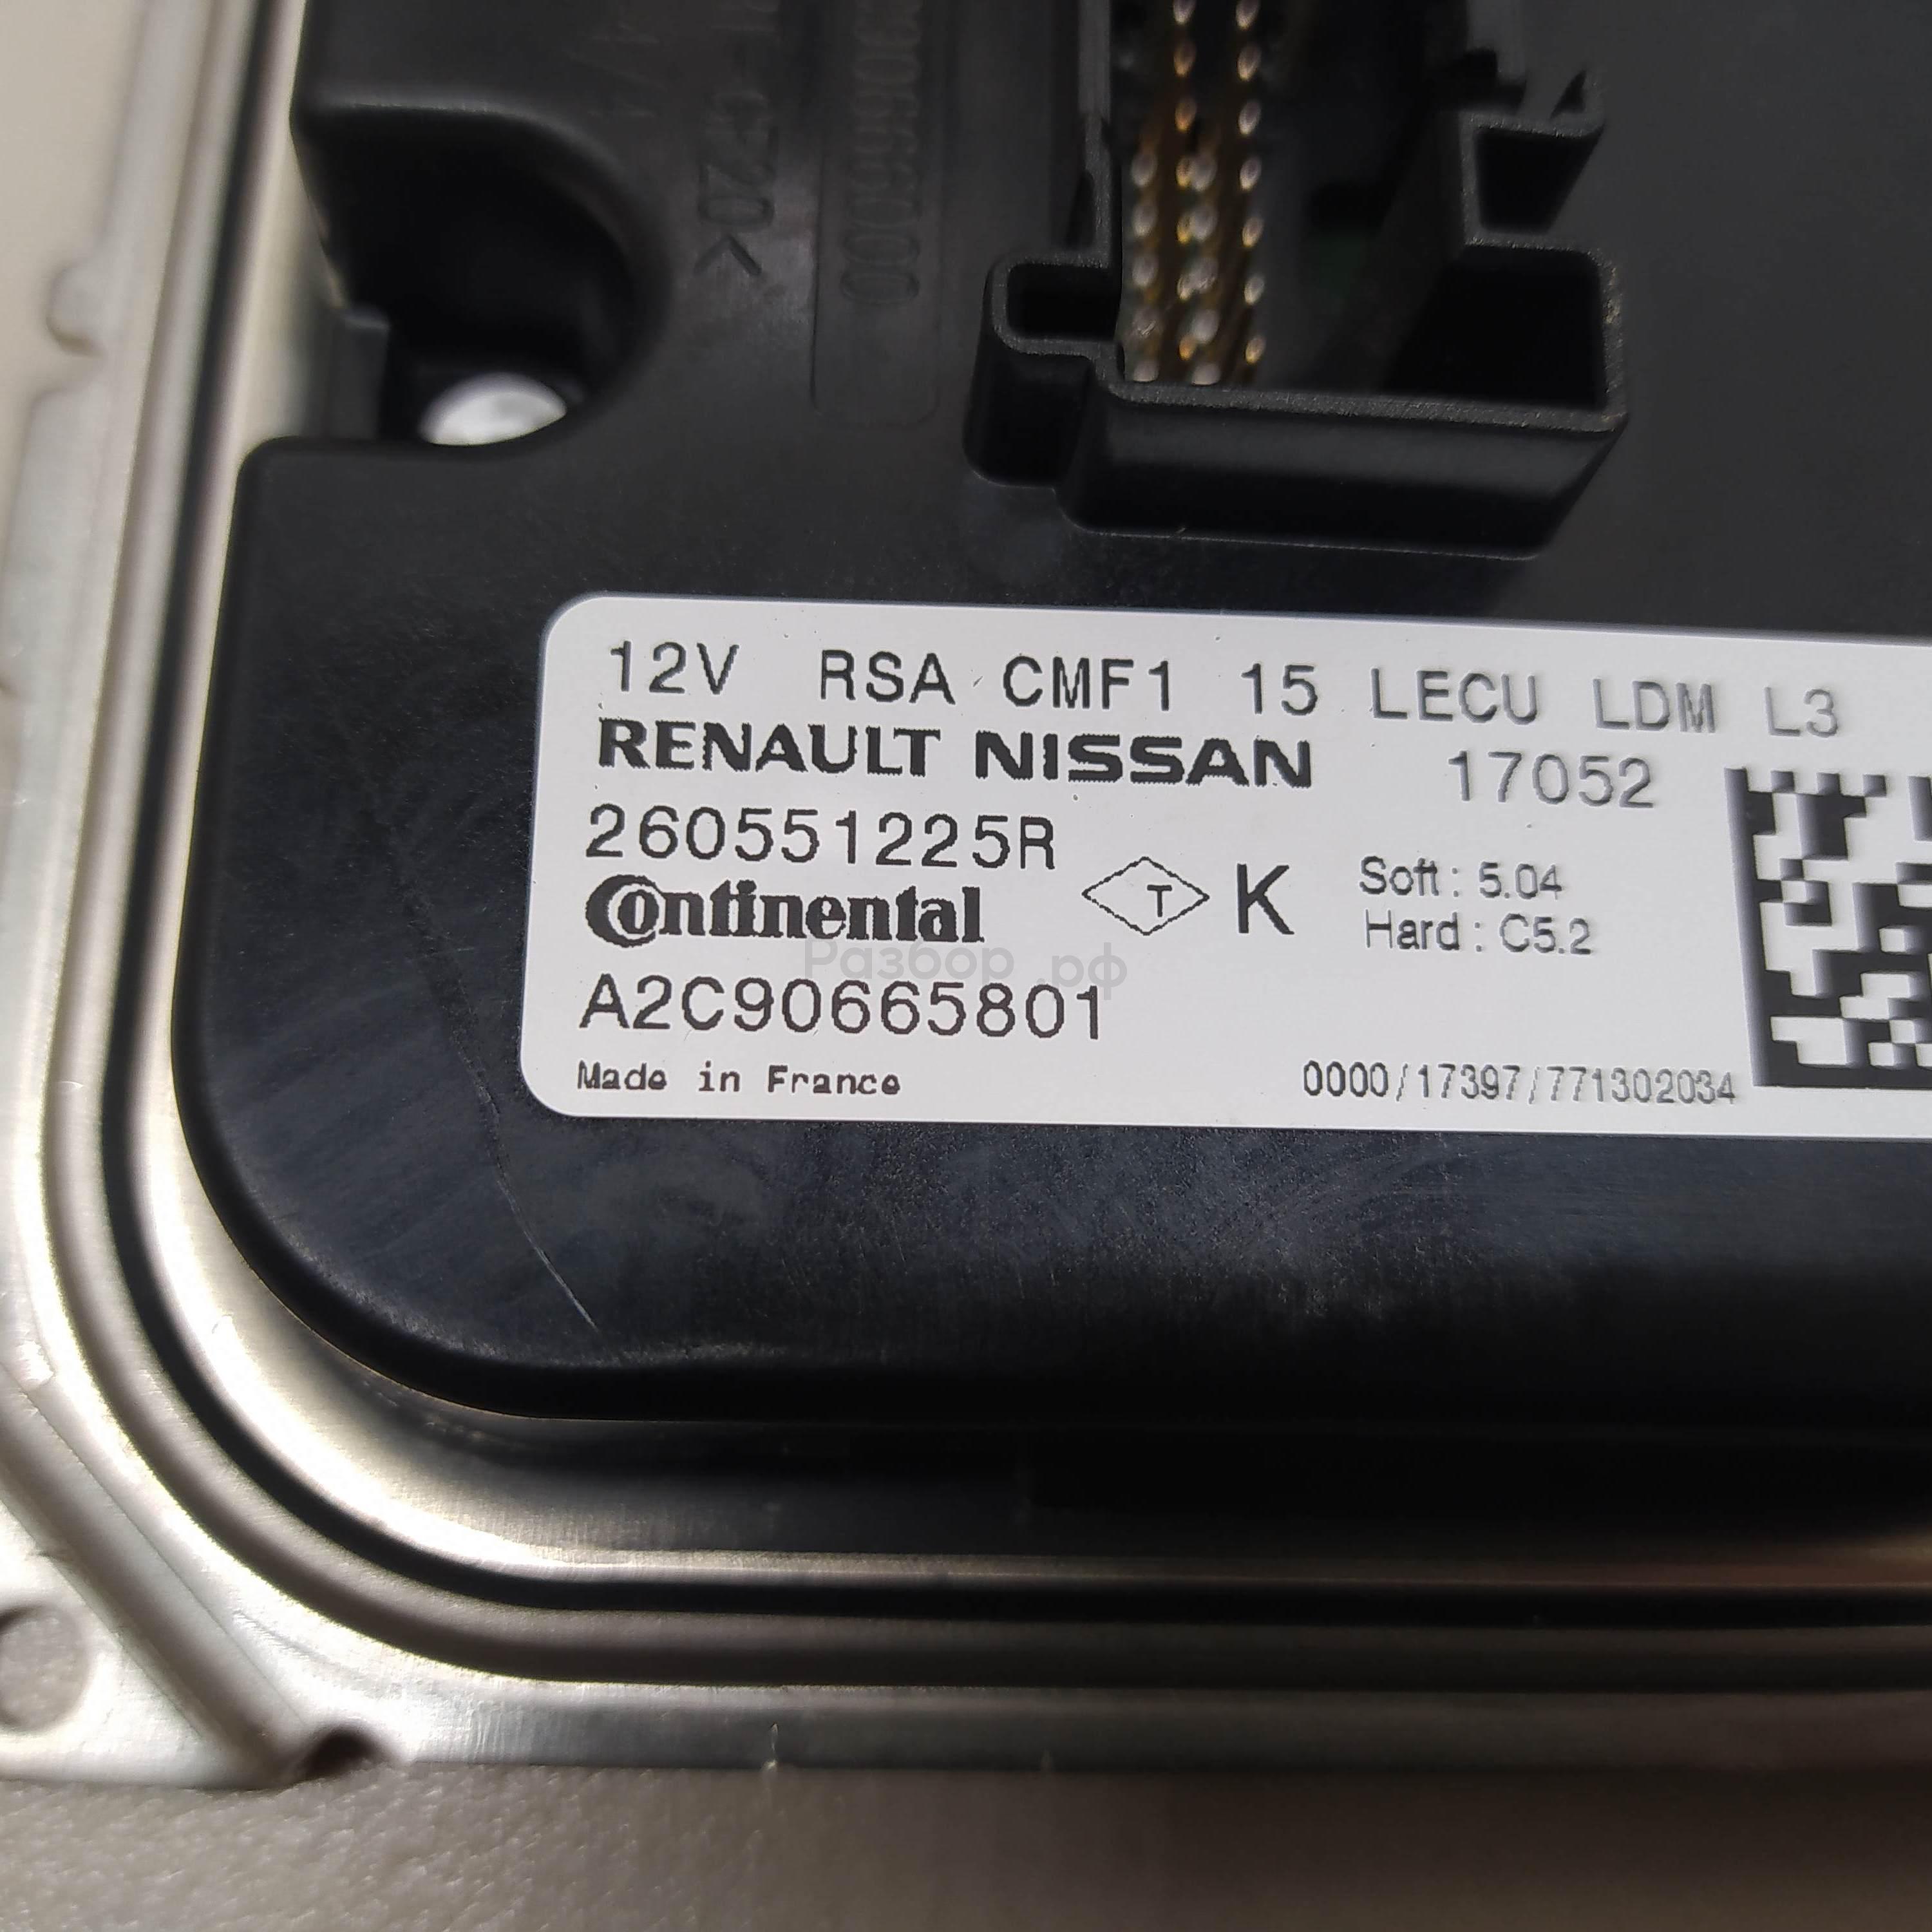 12V RSA CMF1 15 LECU LDM L3
RENAULT NISSAN 17052
260551225R
Continental T K Soft : 5.04
Hard : C5.2
Разбор.рф
A2C90665801
Made in France 0000/17397/771302034